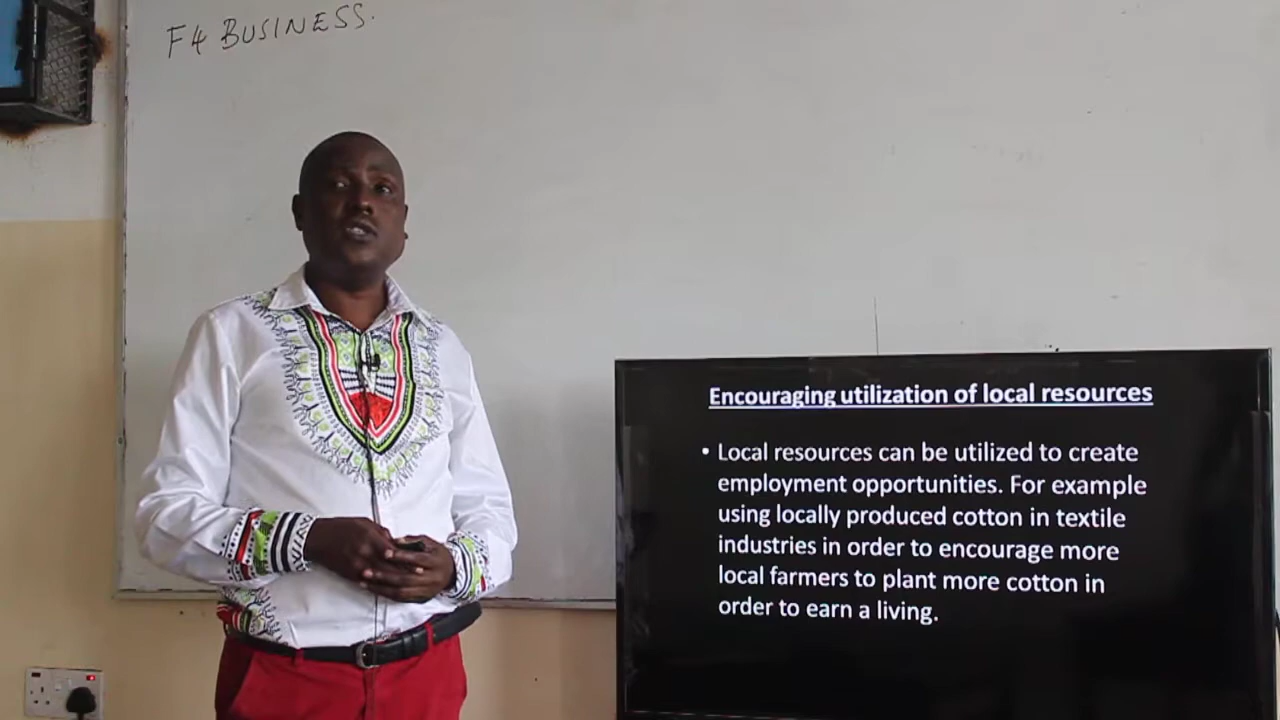 F4 BUSINESS.
Encouraging utilization of local resources
• Local resources can be utilized to create
employment opportunities. For example
using locally produced cotton in textile
industries in order to encourage more
local farmers to plant more cotton in
order to earn a living.